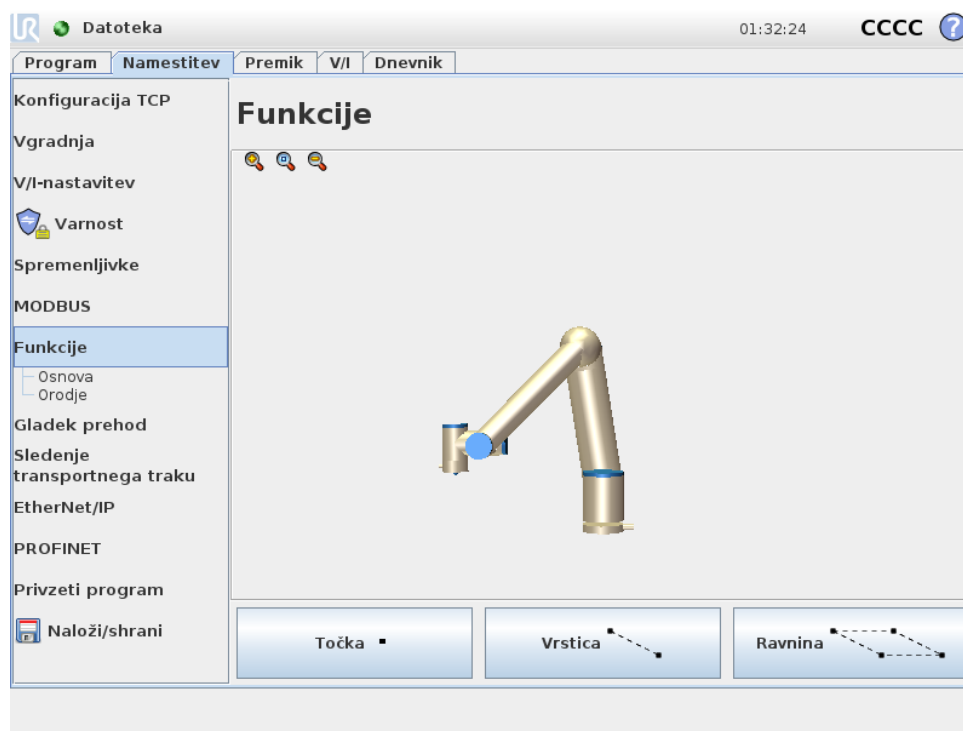 UR Datoteka 01:32:24 CCCC ?
Program Namestitev Premik V/I Dnevnik
Konfiguracija TCP
Vgradnja
V/I-nastavitev
Varnost
Spremenljivke
MODBUS
Funkcije
Osnova
Orodje
Gladek prehod
Sledenje
transportnega traku
EtherNet/IP
PROFINET
Privzeti program
Naloži/shrani
Funkcije
Točka
Vrstica
Ravnina